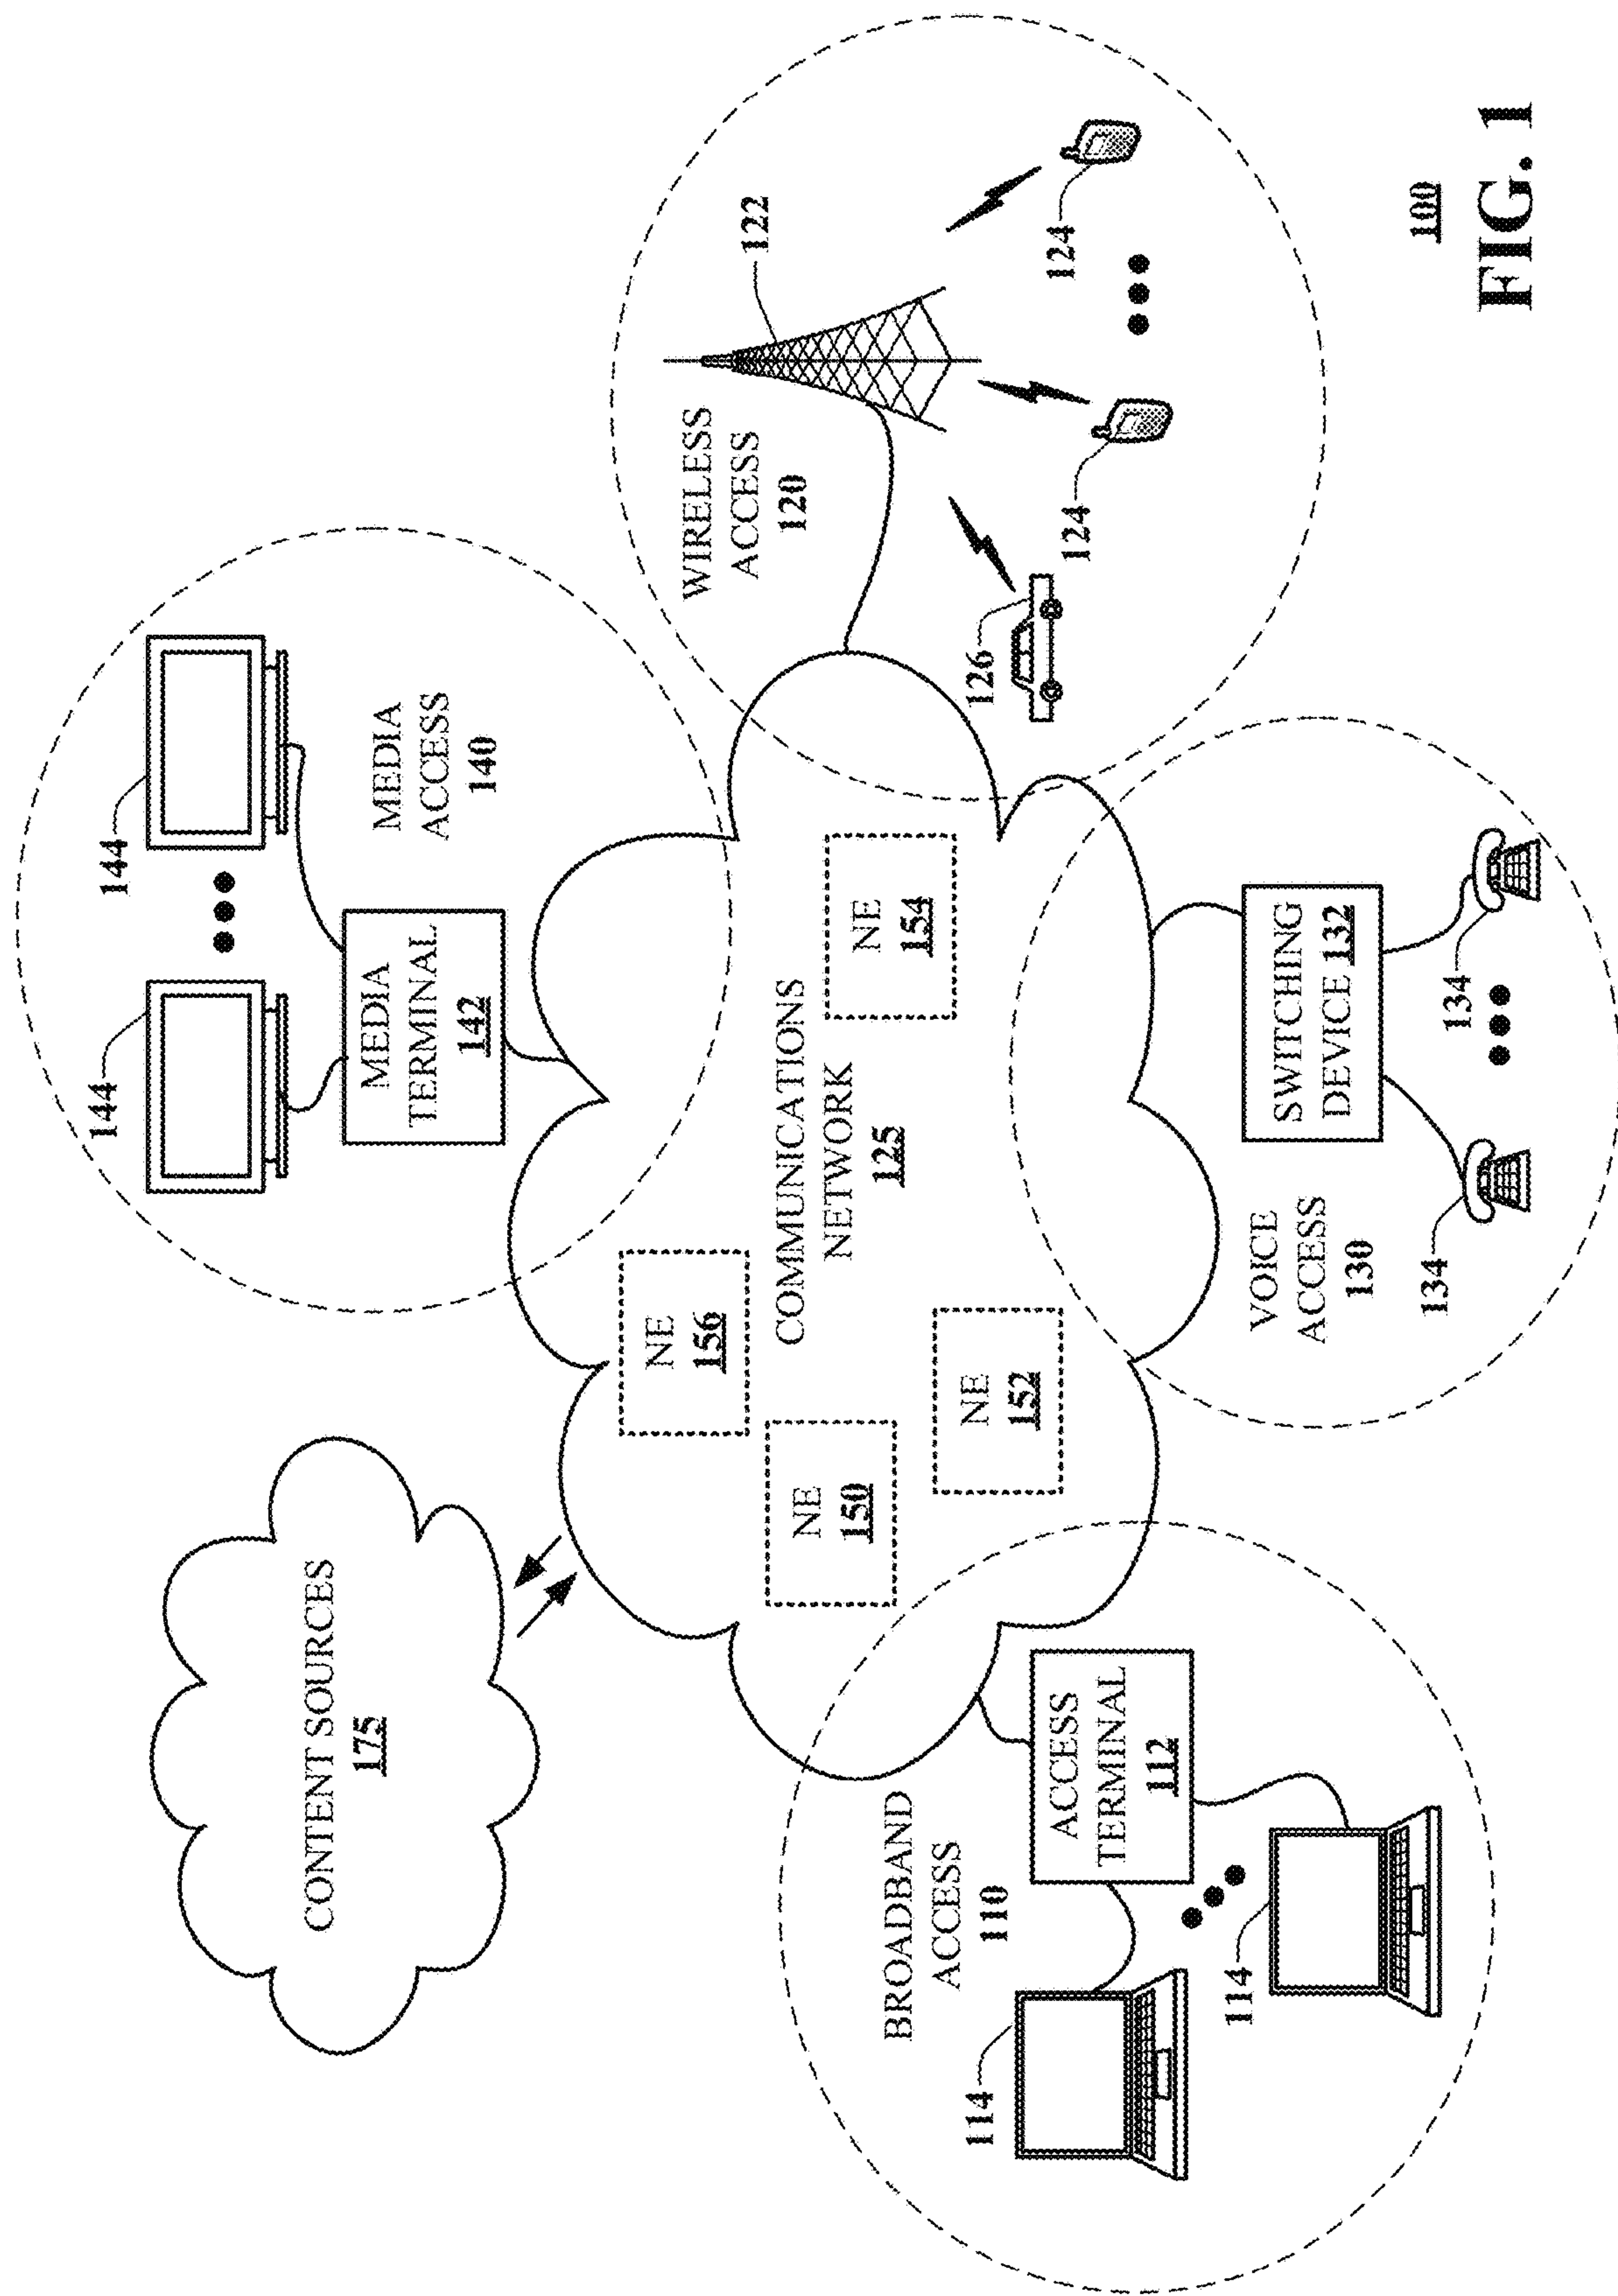 CONTENT SOURCES
175
144
144
MEDIA
TERMINAL
142
MEDIA
ACCESS
140
WIRELESS
ACCESS
120
122
NE
156
COMMUNICATIONS
NETWORK
125
NE
150
NE
154
NE
152
BROADBAND
ACCESS
110
ACCESS
TERMINAL
112
114
114
126
124
124
VOICE
ACCESS
130
SWITCHING
DEVICE 132
134
134
100
FIG. 1